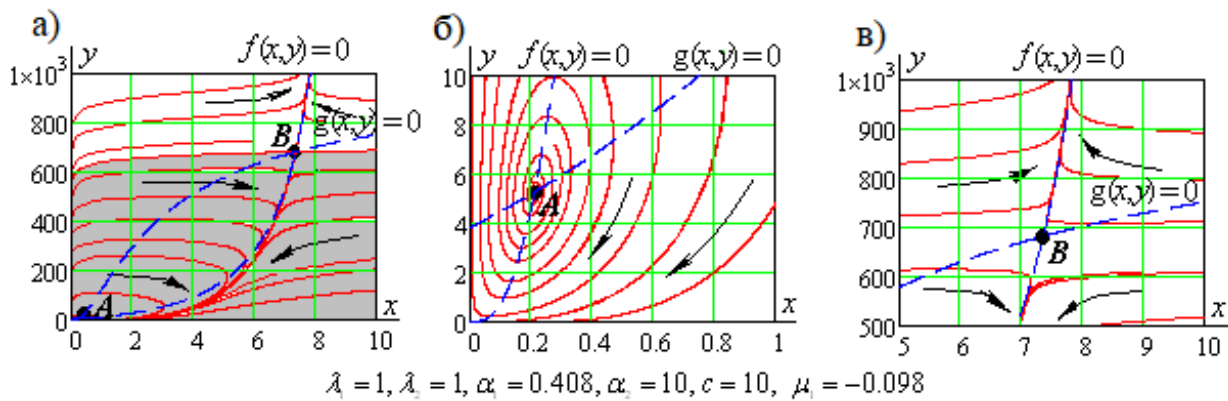 а)
y
f(x,y)=0
1×10³
800
600
400
200
0
g(x,y)=0
B
A
x
0 2 4 6 8 10
б)
y f(x,y)=0 g(x,y)=0
10
8
6
4
2
0
A
x
0 0.2 0.4 0.6 0.8 1
в)
y
f(x,y)=0
1000
900
800
700
600
500
g(x,y)=0
B
x
5 6 7 8 9 10
λ₁=1, λ₂=1, α₁=0.408, α₂=10, c=10, μ₁=−0.098